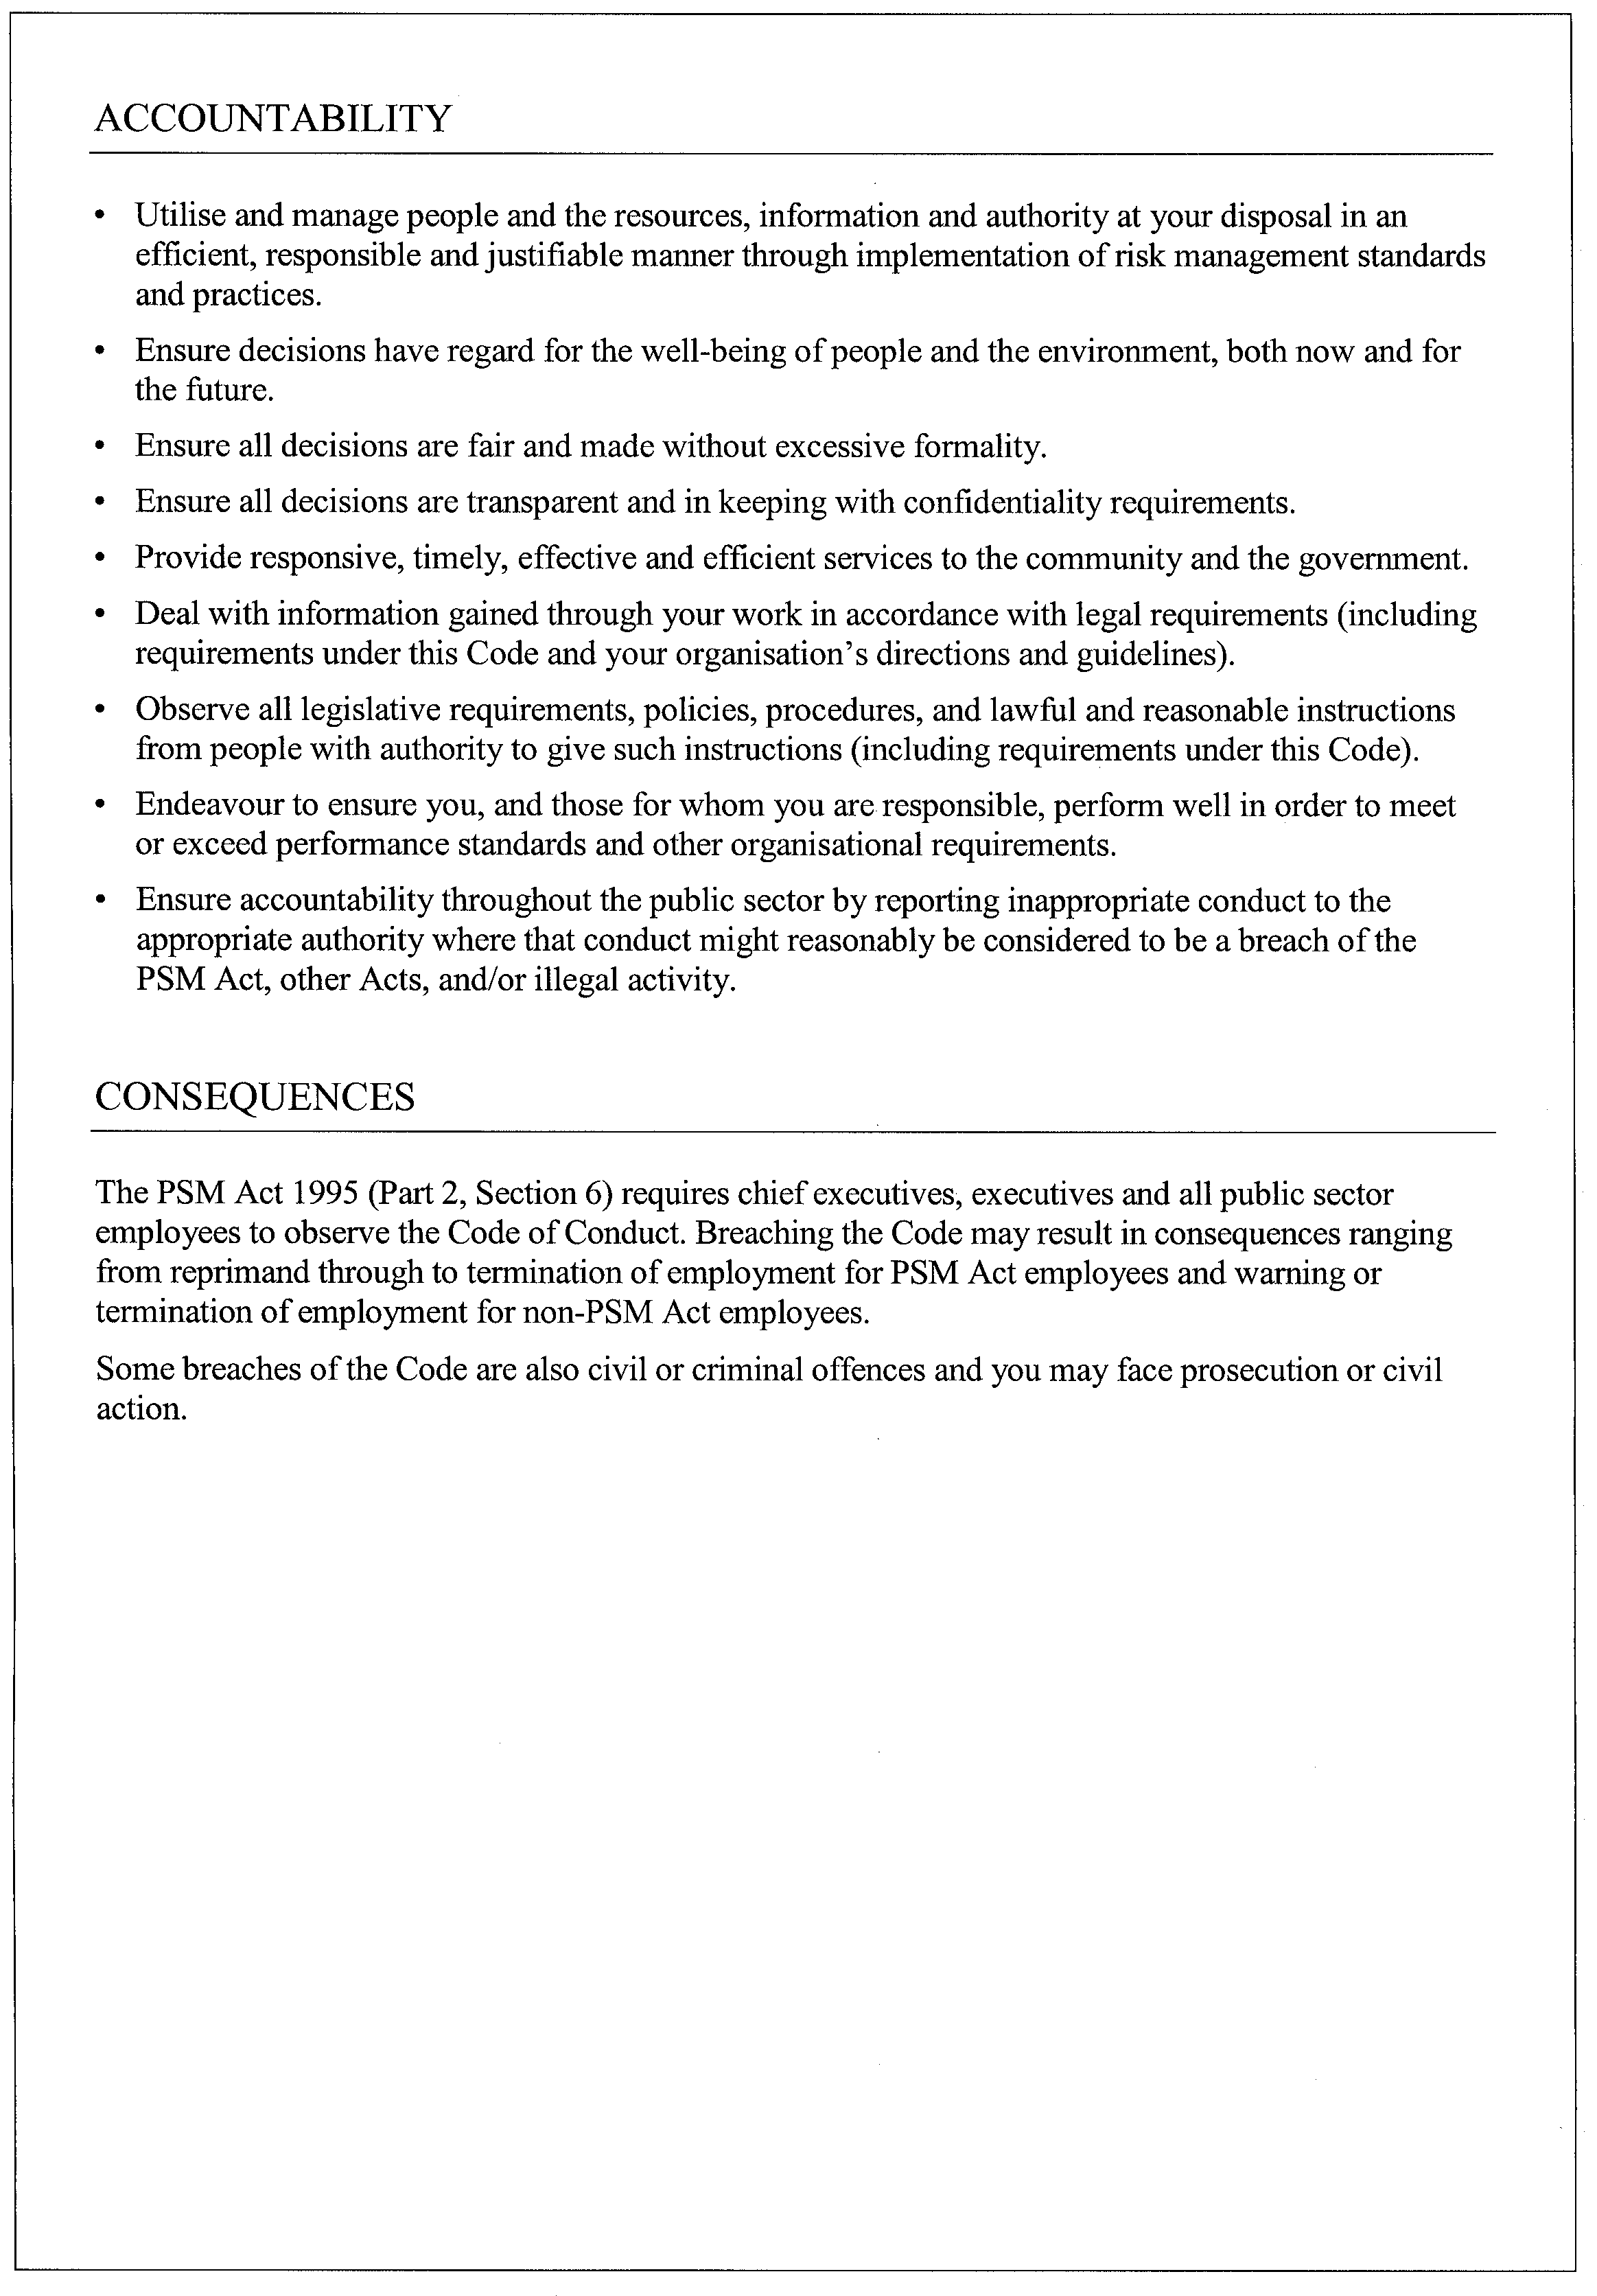 ACCOUNTABILITY
• Utilise and manage people and the resources, information and authority at your disposal in an
efficient, responsible and justifiable manner through implementation of risk management standards
and practices.
• Ensure decisions have regard for the well-being of people and the environment, both now and for
the future.
• Ensure all decisions are fair and made without excessive formality.
• Ensure all decisions are transparent and in keeping with confidentiality requirements.
• Provide responsive, timely, effective and efficient services to the community and the government.
• Deal with information gained through your work in accordance with legal requirements (including
requirements under this Code and your organisation's directions and guidelines).
• Observe all legislative requirements, policies, procedures, and lawful and reasonable instructions
from people with authority to give such instructions (including requirements under this Code).
• Endeavour to ensure you, and those for whom you are responsible, perform well in order to meet
or exceed performance standards and other organisational requirements.
• Ensure accountability throughout the public sector by reporting inappropriate conduct to the
appropriate authority where that conduct might reasonably be considered to be a breach of the
PSM Act, other Acts, and/or illegal activity.
CONSEQUENCES
The PSM Act 1995 (Part 2, Section 6) requires chief executives, executives and all public sector
employees to observe the Code of Conduct. Breaching the Code may result in consequences ranging
from reprimand through to termination of employment for PSM Act employees and warning or
termination of employment for non-PSM Act employees.
Some breaches of the Code are also civil or criminal offences and you may face prosecution or civil
action.